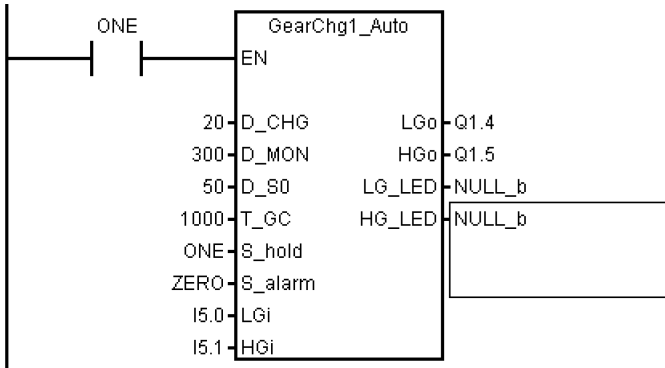 ONE GearChg1_Auto
EN
20 D_CHG LGo Q1.4
300 D_MON HGo Q1.5
50 D_S0 LG_LED NULL_b
1000 T_GC HG_LED NULL_b
ONE S_hold
ZERO S_alarm
I5.0 LGi
I5.1 HGi